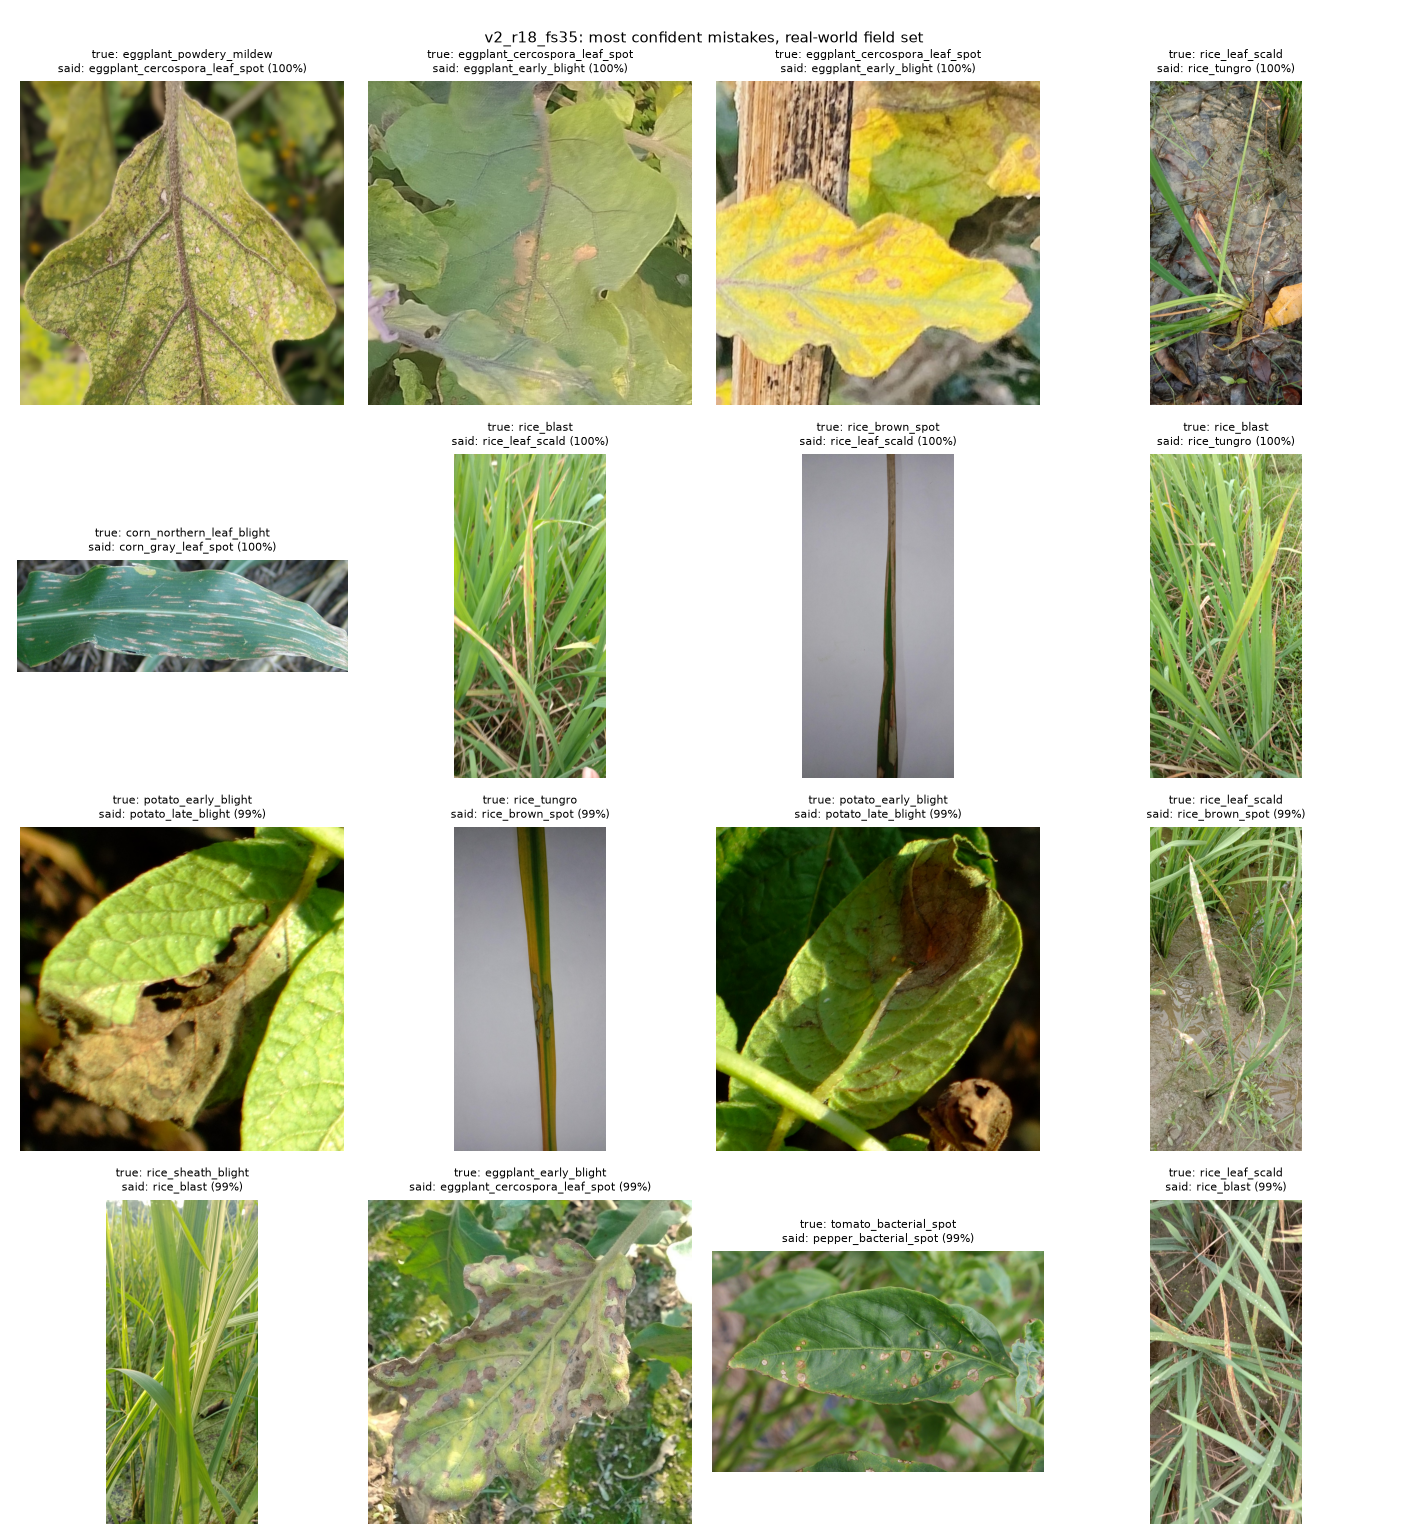 v2_r18_fs35: most confident mistakes, real-world field set
true: eggplant_powdery_mildew
said: eggplant_cercospora_leaf_spot (100%)
true: eggplant_cercospora_leaf_spot
said: eggplant_early_blight (100%)
true: eggplant_cercospora_leaf_spot
said: eggplant_early_blight (100%)
true: rice_leaf_scald
said: rice_tungro (100%)
true: corn_northern_leaf_blight
said: corn_gray_leaf_spot (100%)
true: rice_blast
said: rice_leaf_scald (100%)
true: rice_brown_spot
said: rice_leaf_scald (100%)
true: rice_blast
said: rice_tungro (100%)
true: potato_early_blight
said: potato_late_blight (99%)
true: rice_tungro
said: rice_brown_spot (99%)
true: potato_early_blight
said: potato_late_blight (99%)
true: rice_leaf_scald
said: rice_brown_spot (99%)
true: rice_sheath_blight
said: rice_blast (99%)
true: eggplant_early_blight
said: eggplant_cercospora_leaf_spot (99%)
true: tomato_bacterial_spot
said: pepper_bacterial_spot (99%)
true: rice_leaf_scald
said: rice_blast (99%)